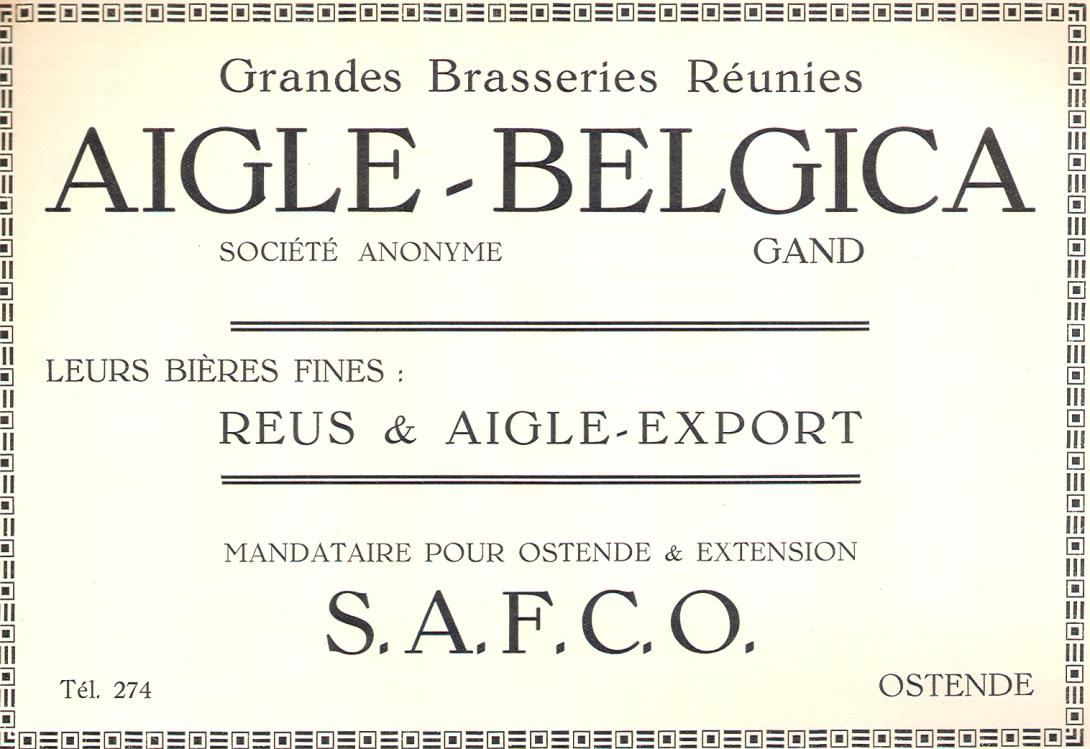 Grandes Brasseries Réunies
AIGLE-BELGICA
SOCIÉTÉ ANONYME GAND
LEURS BIÈRES FINES :
REUS & AIGLE-EXPORT
MANDATAIRE POUR OSTENDE & EXTENSION
S.A.F.C.O.
Tél. 274 OSTENDE